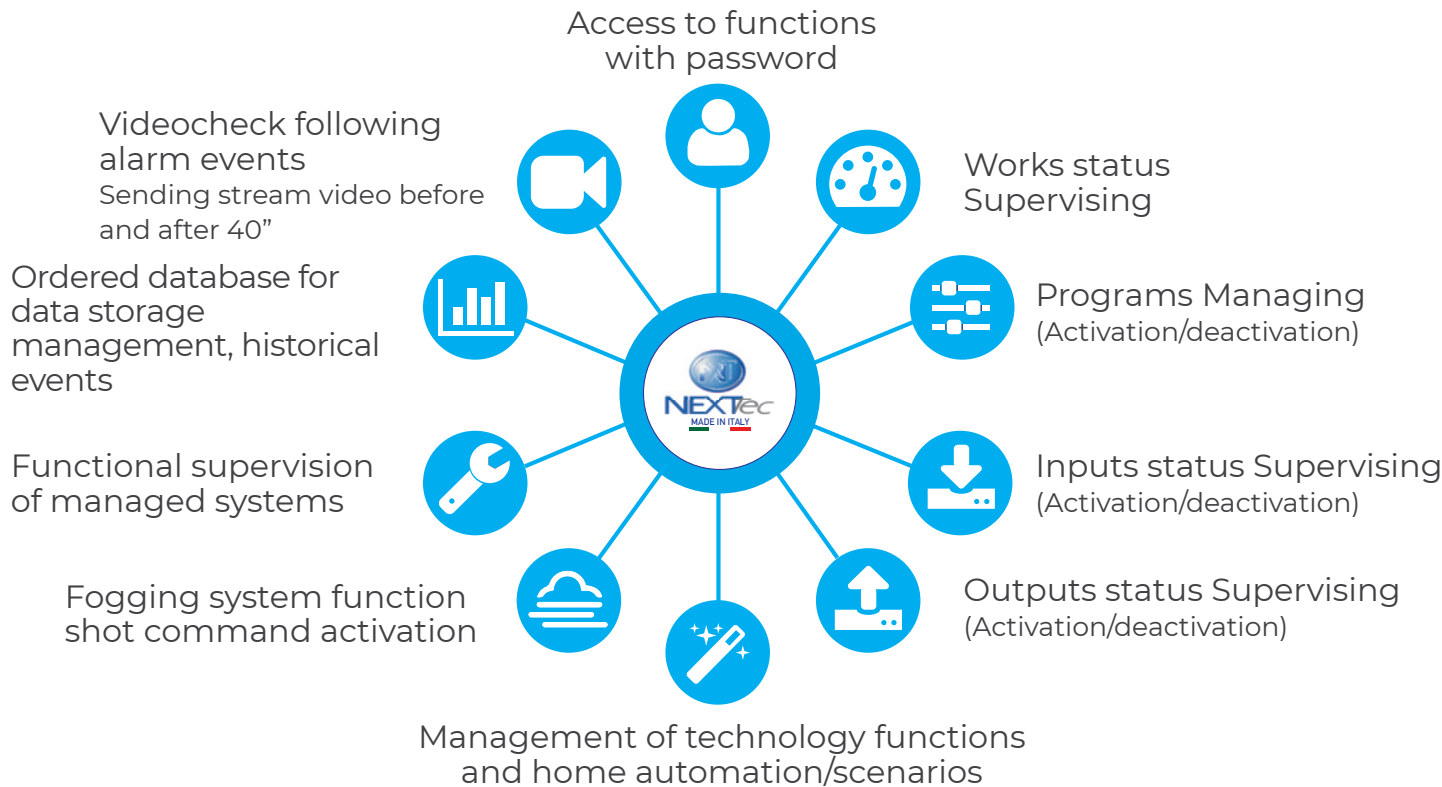 Access to functions
with password
Videocheck following
alarm events
Sending stream video before
and after 40”
Works status
Supervising
Ordered database for
data storage
management, historical
events
Programs Managing
(Activation/deactivation)
NEXTec
MADE IN ITALY
Functional supervision
of managed systems
Inputs status Supervising
(Activation/deactivation)
Fogging system function
shot command activation
Outputs status Supervising
(Activation/deactivation)
Management of technology functions
and home automation/scenarios